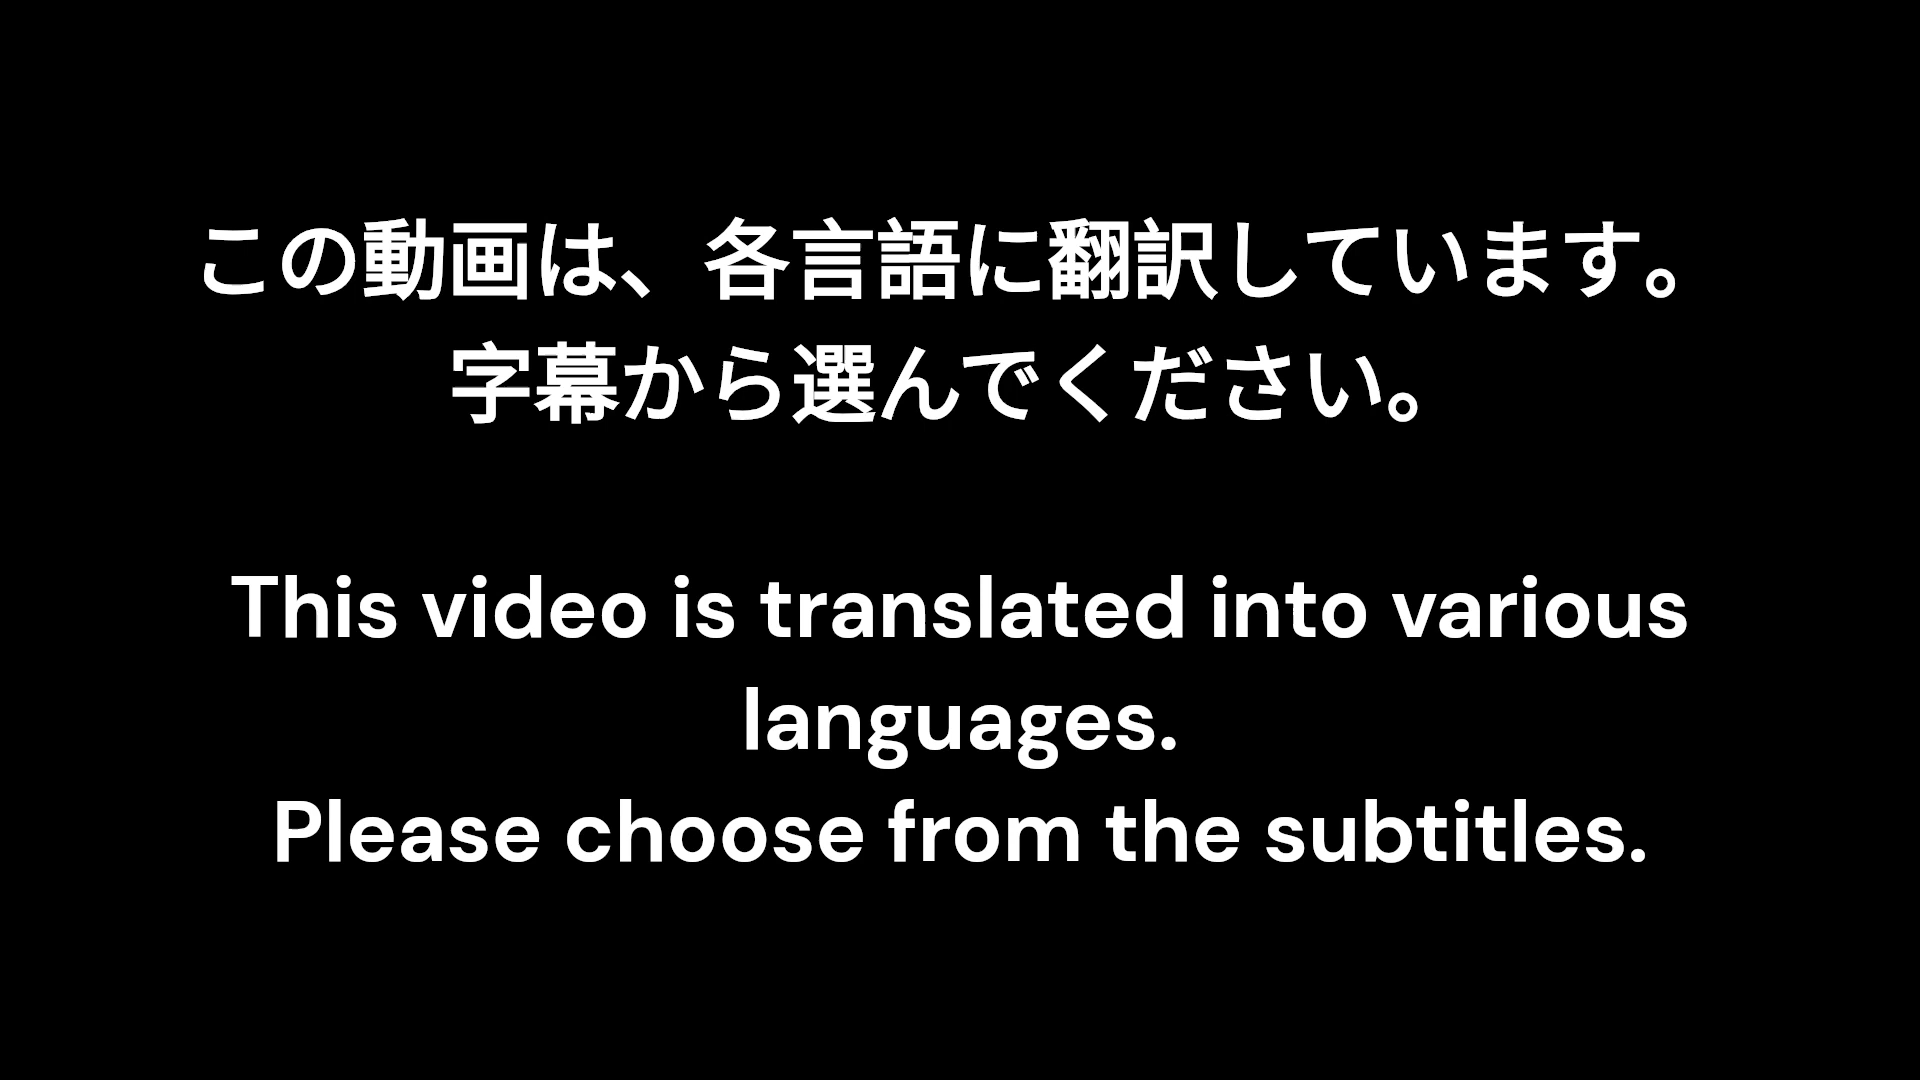 この動画は、各言語に翻訳しています。
字幕から選んでください。
This video is translated into various
languages.
Please choose from the subtitles.